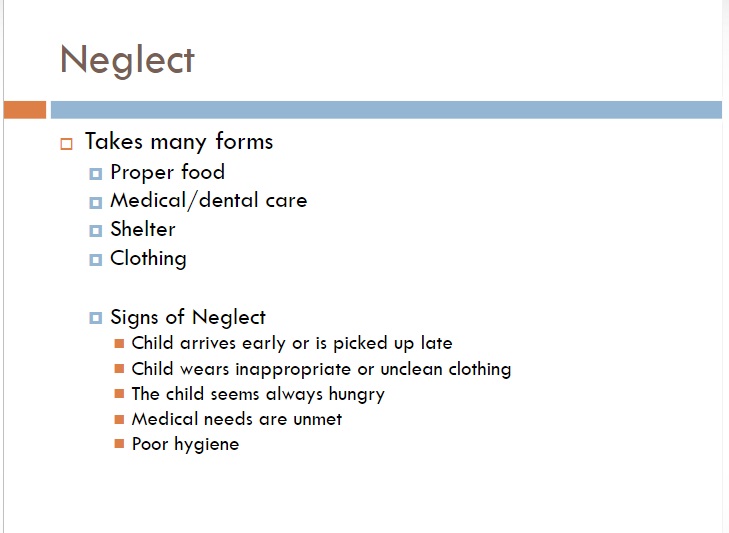 Neglect
Takes many forms
Proper food
Medical/dental care
Shelter
Clothing
Signs of Neglect
Child arrives early or is picked up late
Child wears inappropriate or unclean clothing
The child seems always hungry
Medical needs are unmet
Poor hygiene